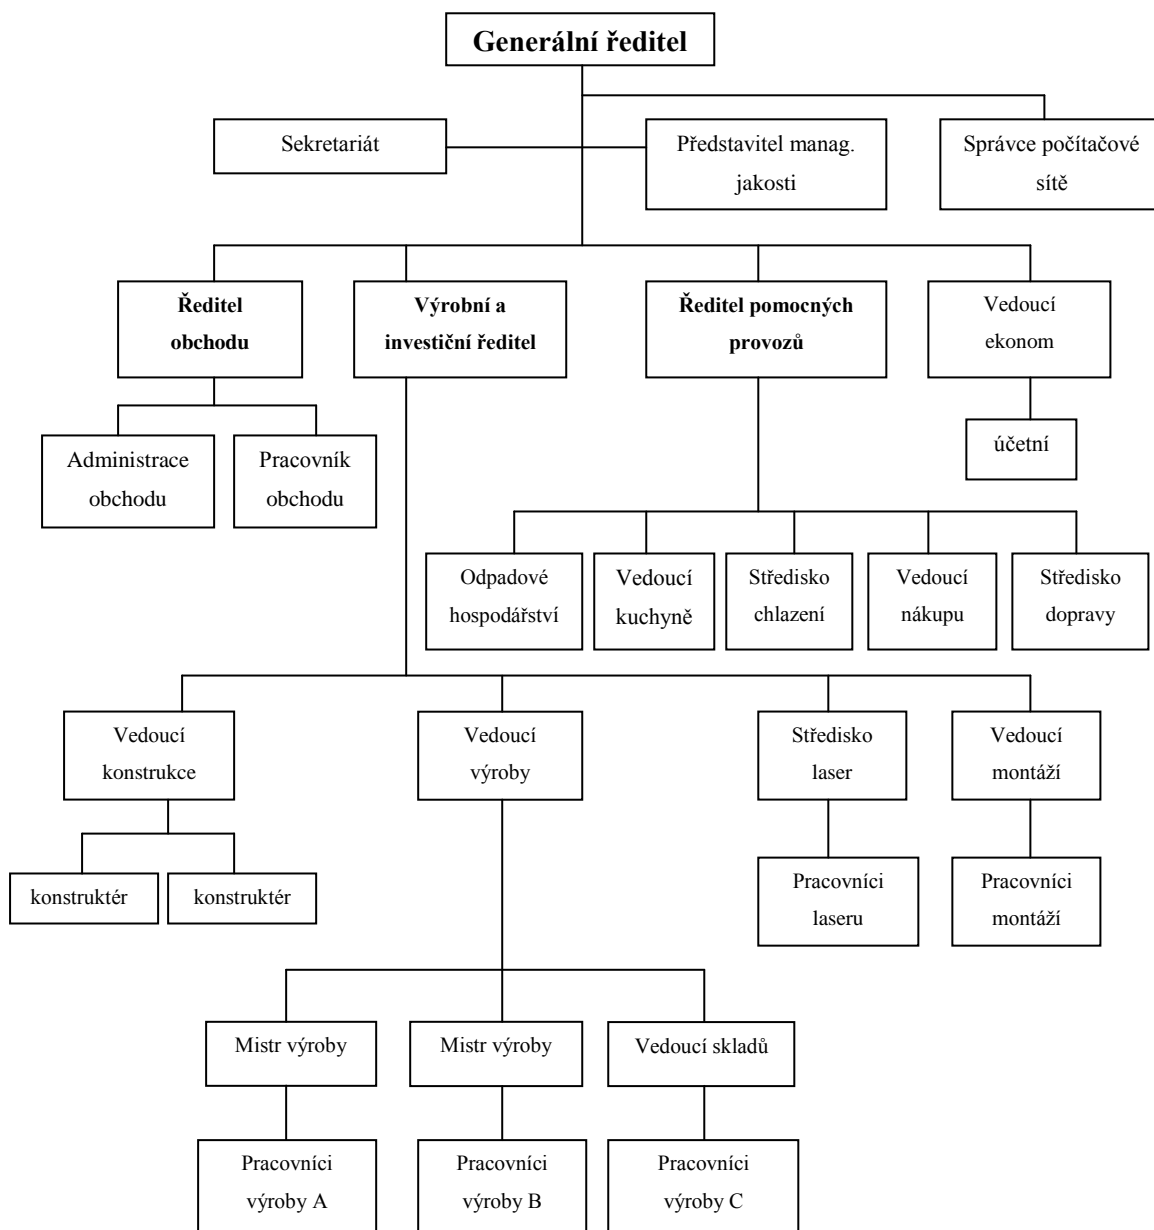 Generální ředitel
Sekretariát
Představitel manag.
jakosti
Správce počítačové
sítě
Ředitel
obchodu
Výrobní a
investiční ředitel
Ředitel pomocných
provozů
Vedoucí
ekonom
Administrace
obchodu
Pracovník
obchodu
účetní
Odpadové
hospodářství
Vedoucí
kuchyně
Středisko
chlazení
Vedoucí
nákupu
Středisko
dopravy
Vedoucí
konstrukce
Vedoucí
výroby
Středisko
laser
Vedoucí
montáží
konstruktér
konstruktér
Pracovníci
laseru
Pracovníci
montáží
Mistr výroby
Mistr výroby
Vedoucí skladů
Pracovníci
výroby A
Pracovníci
výroby B
Pracovníci
výroby C